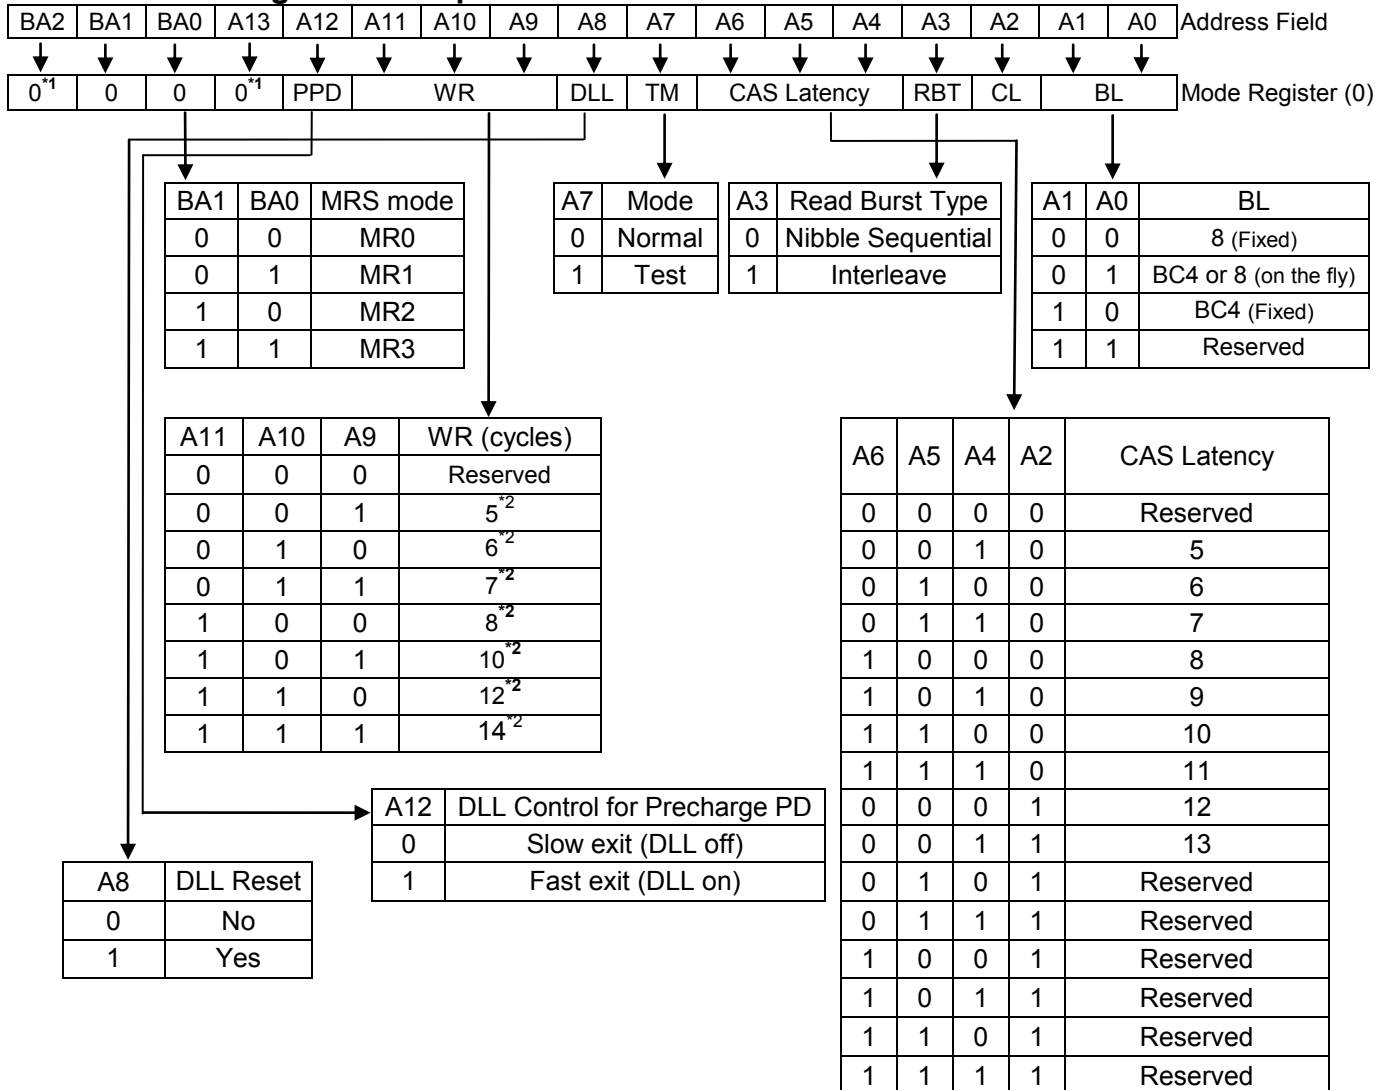 BA2 BA1 BA0 A13 A12 A11 A10 A9 A8 A7 A6 A5 A4 A3 A2 A1 A0 Address Field
0*1 0 0 0*1 PPD WR DLL TM CAS Latency RBT CL BL Mode Register (0)
BA1 BA0 MRS mode
0 0 MR0
0 1 MR1
1 0 MR2
1 1 MR3
A7 Mode
0 Normal
1 Test
A3 Read Burst Type
0 Nibble Sequential
1 Interleave
A1 A0 BL
0 0 8 (Fixed)
0 1 BC4 or 8 (on the fly)
1 0 BC4 (Fixed)
1 1 Reserved
A11 A10 A9 WR (cycles)
0 0 0 Reserved
0 0 1 5*2
0 1 0 6*2
0 1 1 7*2
1 0 0 8*2
1 0 1 10*2
1 1 0 12*2
1 1 1 14*2
A6 A5 A4 A2 CAS Latency
0 0 0 0 Reserved
0 0 1 0 5
0 1 0 0 6
0 1 1 0 7
1 0 0 0 8
1 0 1 0 9
1 1 0 0 10
1 1 1 0 11
0 0 0 1 12
0 0 1 1 13
0 1 0 1 Reserved
0 1 1 1 Reserved
1 0 0 1 Reserved
1 0 1 1 Reserved
1 1 0 1 Reserved
1 1 1 1 Reserved
A12 DLL Control for Precharge PD
0 Slow exit (DLL off)
1 Fast exit (DLL on)
A8 DLL Reset
0 No
1 Yes